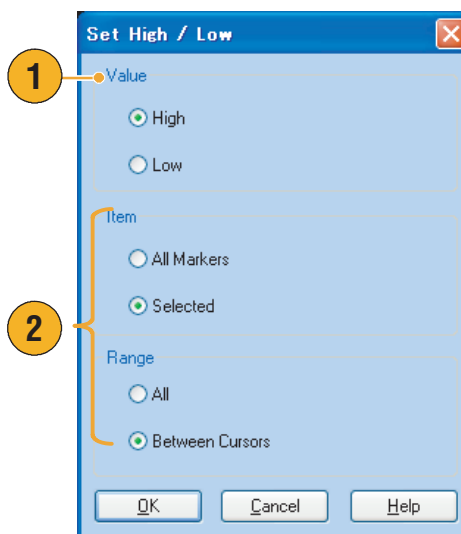 Set High / Low
1
Value
High
Low
Item
All Markers
Selected
2
Range
All
Between Cursors
OK Cancel Help